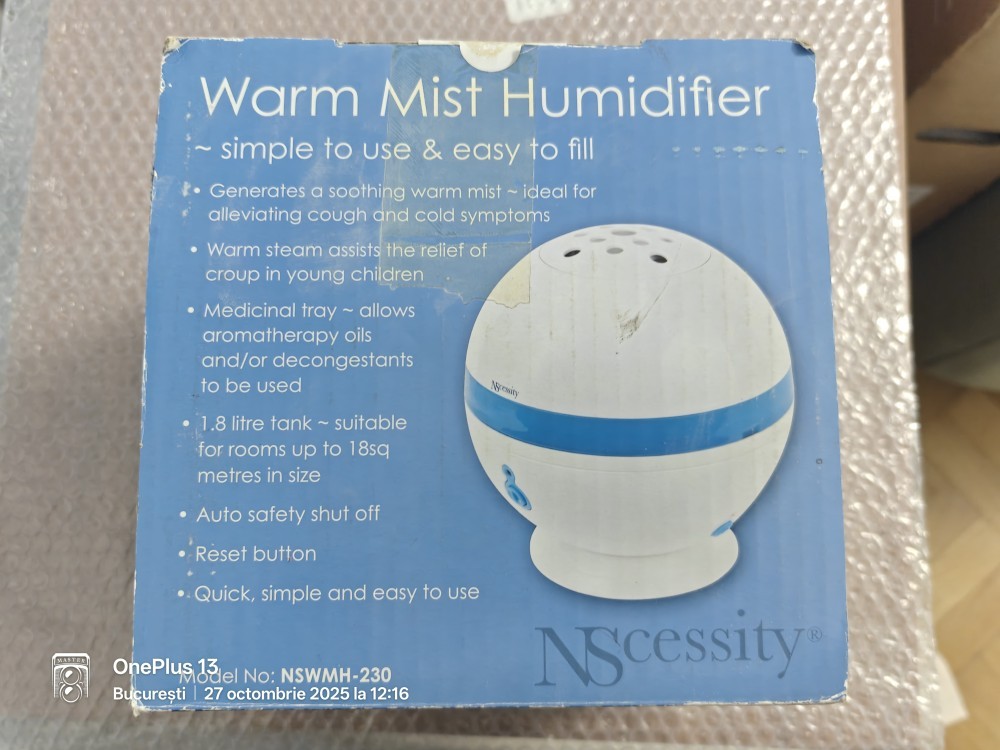 Warm Mist Humidifier
~ simple to use & easy to fill
• Generates a soothing warm mist ~ ideal for
alleviating cough and cold symptoms
• Warm steam assists the relief of
croup in young children
• Medicinal tray ~ allows
aromatherapy oils
and/or decongestants
to be used
• 1.8 litre tank ~ suitable
for rooms up to 18sq
metres in size
• Auto safety shut off
• Reset button
• Quick, simple and easy to use
NScessity
NScessity®
Model No: NSWMH-230
MASTER
OnePlus 13
București | 27 octombrie 2025 la 12:16